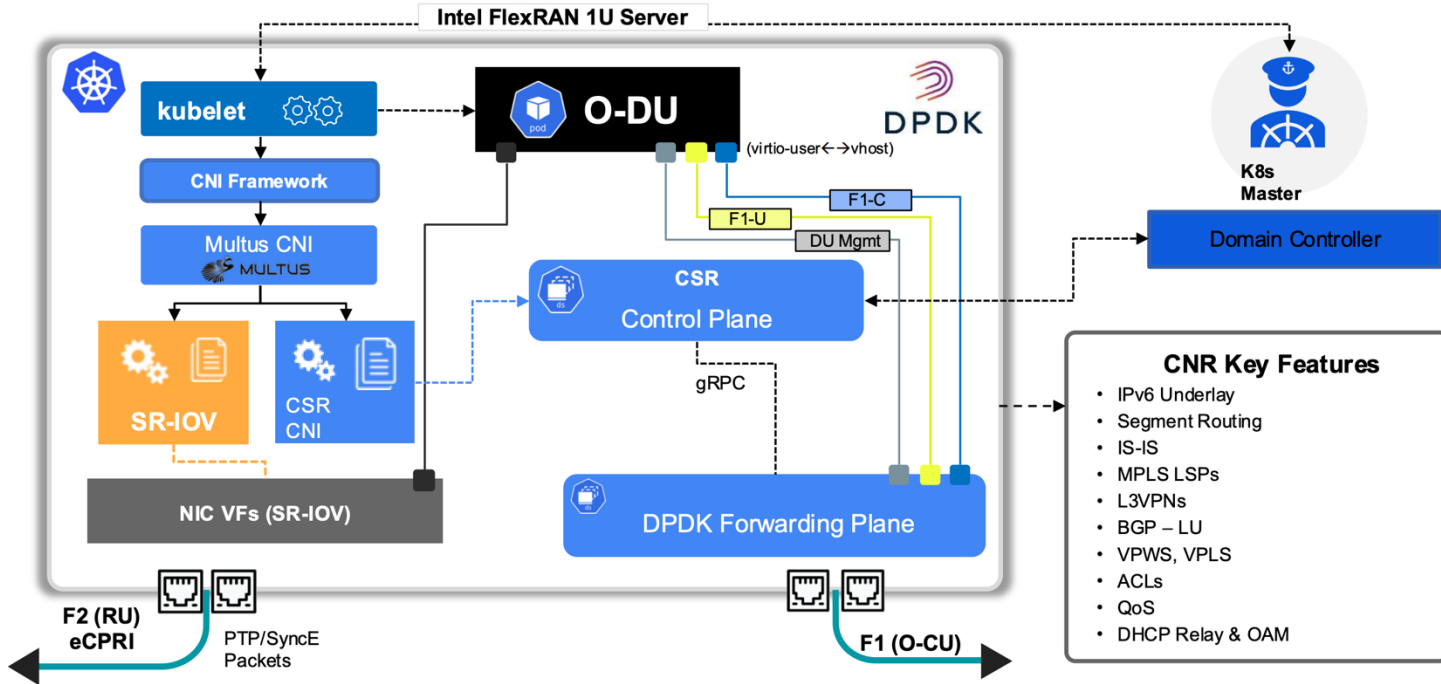 Intel FlexRAN 1U Server
kubelet
pod
O-DU
DPDK
(virtio-user←→vhost)
K8s
Master
CNI Framework
F1-C
F1-U
DU Mgmt
Domain Controller
Multus CNI
MULTUS
ds
CSR
Control Plane
SR-IOV
CSR
CNI
gRPC
NIC VFs (SR-IOV)
ds
DPDK Forwarding Plane
CNR Key Features
• IPv6 Underlay
• Segment Routing
• IS-IS
• MPLS LSPs
• L3VPNs
• BGP – LU
• VPWS, VPLS
• ACLs
• QoS
• DHCP Relay & OAM
F2 (RU)
eCPRI
PTP/SyncE
Packets
F1 (O-CU)